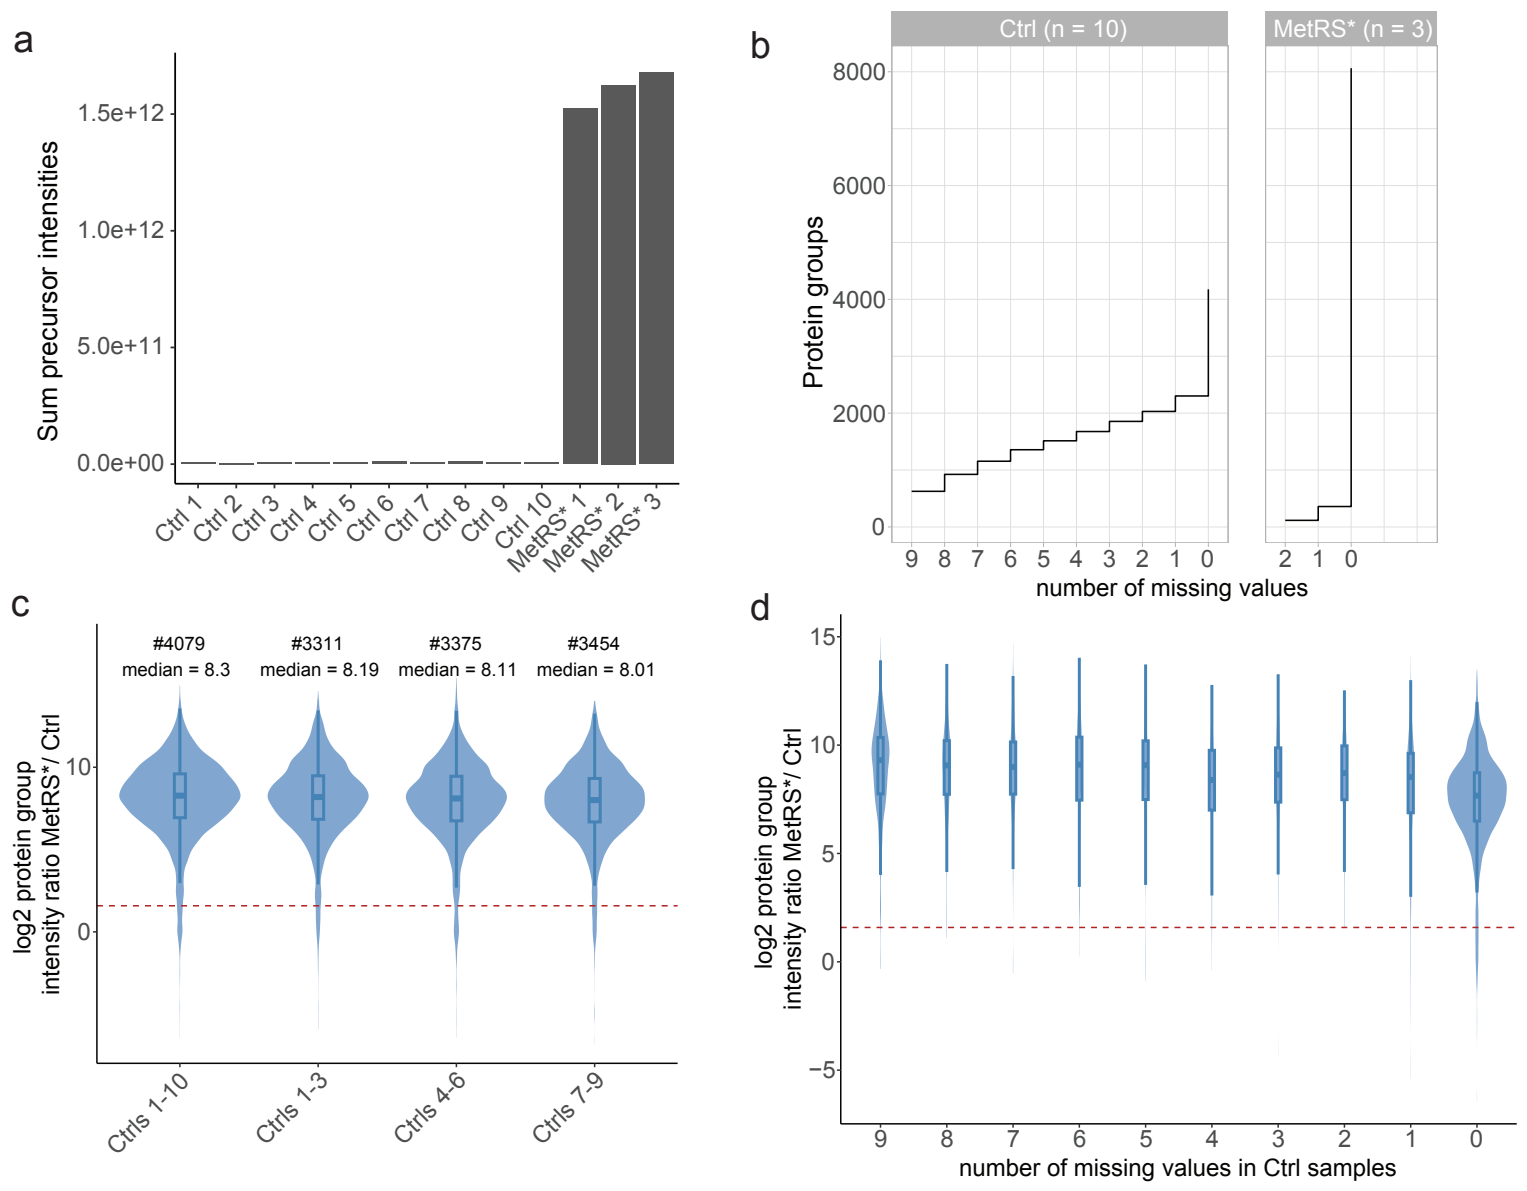 a
Sum precursor intensities
1.5e+12
1.0e+12
5.0e+11
0.0e+00
Ctrl 1
Ctrl 2
Ctrl 3
Ctrl 4
Ctrl 5
Ctrl 6
Ctrl 7
Ctrl 8
Ctrl 9
Ctrl 10
MetRS* 1
MetRS* 2
MetRS* 3
b
Ctrl (n = 10)
MetRS* (n = 3)
Protein groups
8000
6000
4000
2000
0
9 8 7 6 5 4 3 2 1 0
2 1 0
number of missing values
c
#4079
median = 8.3
#3311
median = 8.19
#3375
median = 8.11
#3454
median = 8.01
log2 protein group
intensity ratio MetRS*/ Ctrl
10
0
Ctrls 1−10
Ctrls 1−3
Ctrls 4−6
Ctrls 7−9
d
log2 protein group
intensity ratio MetRS*/ Ctrl
15
10
5
0
−5
9 8 7 6 5 4 3 2 1 0
number of missing values in Ctrl samples